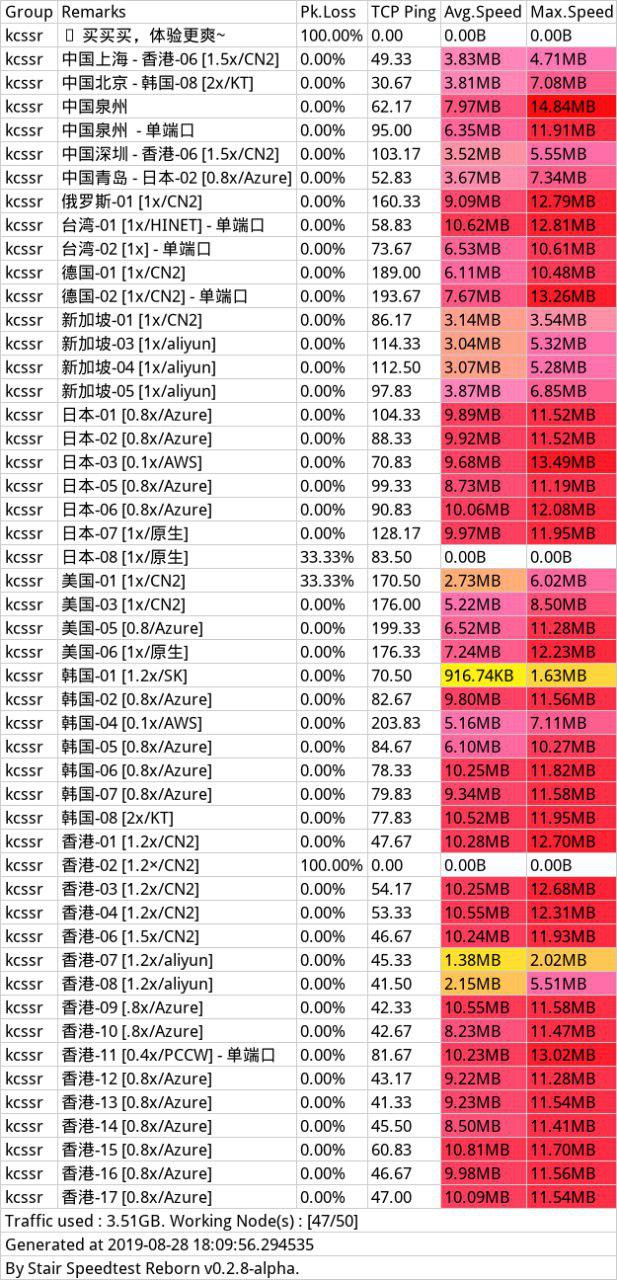 Group Remarks Pk.Loss TCP Ping Avg.Speed Max.Speed
kcssr 买买买，体验更爽~ 100.00% 0.00 0.00B 0.00B
kcssr 中国上海 - 香港-06 [1.5x/CN2] 0.00% 49.33 3.83MB 4.71MB
kcssr 中国北京 - 韩国-08 [2x/KT] 0.00% 30.67 3.81MB 7.08MB
kcssr 中国泉州 0.00% 62.17 7.97MB 14.84MB
kcssr 中国泉州 - 单端口 0.00% 95.00 6.35MB 11.91MB
kcssr 中国深圳 - 香港-06 [1.5x/CN2] 0.00% 103.17 3.52MB 5.55MB
kcssr 中国青岛 - 日本-02 [0.8x/Azure] 0.00% 52.83 3.67MB 7.34MB
kcssr 俄罗斯-01 [1x/CN2] 0.00% 160.33 9.09MB 12.79MB
kcssr 台湾-01 [1x/HINET] - 单端口 0.00% 58.83 10.62MB 12.81MB
kcssr 台湾-02 [1x] - 单端口 0.00% 73.67 6.53MB 10.61MB
kcssr 德国-01 [1x/CN2] 0.00% 189.00 6.11MB 10.48MB
kcssr 德国-02 [1x/CN2] - 单端口 0.00% 193.67 7.67MB 13.26MB
kcssr 新加坡-01 [1x/CN2] 0.00% 86.17 3.14MB 3.54MB
kcssr 新加坡-03 [1x/aliyun] 0.00% 114.33 3.04MB 5.32MB
kcssr 新加坡-04 [1x/aliyun] 0.00% 112.50 3.07MB 5.28MB
kcssr 新加坡-05 [1x/aliyun] 0.00% 97.83 3.87MB 6.85MB
kcssr 日本-01 [0.8x/Azure] 0.00% 104.33 9.89MB 11.52MB
kcssr 日本-02 [0.8x/Azure] 0.00% 88.33 9.92MB 11.52MB
kcssr 日本-03 [0.1x/AWS] 0.00% 70.83 9.68MB 13.49MB
kcssr 日本-05 [0.8x/Azure] 0.00% 99.33 8.73MB 11.19MB
kcssr 日本-06 [0.8x/Azure] 0.00% 90.83 10.06MB 12.08MB
kcssr 日本-07 [1x/原生] 0.00% 128.17 9.97MB 11.95MB
kcssr 日本-08 [1x/原生] 33.33% 83.50 0.00B 0.00B
kcssr 美国-01 [1x/CN2] 33.33% 170.50 2.73MB 6.02MB
kcssr 美国-03 [1x/CN2] 0.00% 176.00 5.22MB 8.50MB
kcssr 美国-05 [0.8/Azure] 0.00% 199.33 6.52MB 11.28MB
kcssr 美国-06 [1x/原生] 0.00% 176.33 7.24MB 12.23MB
kcssr 韩国-01 [1.2x/SK] 0.00% 70.50 916.74KB 1.63MB
kcssr 韩国-02 [0.8x/Azure] 0.00% 82.67 9.80MB 11.56MB
kcssr 韩国-04 [0.1x/AWS] 0.00% 203.83 5.16MB 7.11MB
kcssr 韩国-05 [0.8x/Azure] 0.00% 84.67 6.10MB 10.27MB
kcssr 韩国-06 [0.8x/Azure] 0.00% 78.33 10.25MB 11.82MB
kcssr 韩国-07 [0.8x/Azure] 0.00% 79.83 9.34MB 11.58MB
kcssr 韩国-08 [2x/KT] 0.00% 77.83 10.52MB 11.95MB
kcssr 香港-01 [1.2x/CN2] 0.00% 47.67 10.28MB 12.70MB
kcssr 香港-02 [1.2×/CN2] 100.00% 0.00 0.00B 0.00B
kcssr 香港-03 [1.2x/CN2] 0.00% 54.17 10.25MB 12.68MB
kcssr 香港-04 [1.2x/CN2] 0.00% 53.33 10.55MB 12.31MB
kcssr 香港-06 [1.5x/CN2] 0.00% 46.67 10.24MB 11.93MB
kcssr 香港-07 [1.2x/aliyun] 0.00% 45.33 1.38MB 2.02MB
kcssr 香港-08 [1.2x/aliyun] 0.00% 41.50 2.15MB 5.51MB
kcssr 香港-09 [.8x/Azure] 0.00% 42.33 10.55MB 11.58MB
kcssr 香港-10 [.8x/Azure] 0.00% 42.67 8.23MB 11.47MB
kcssr 香港-11 [0.4x/PCCW] - 单端口 0.00% 81.67 10.23MB 13.02MB
kcssr 香港-12 [0.8x/Azure] 0.00% 43.17 9.22MB 11.28MB
kcssr 香港-13 [0.8x/Azure] 0.00% 41.33 9.23MB 11.54MB
kcssr 香港-14 [0.8x/Azure] 0.00% 45.50 8.50MB 11.41MB
kcssr 香港-15 [0.8x/Azure] 0.00% 60.83 10.81MB 11.70MB
kcssr 香港-16 [0.8x/Azure] 0.00% 46.67 9.98MB 11.56MB
kcssr 香港-17 [0.8x/Azure] 0.00% 47.00 10.09MB 11.54MB
Traffic used : 3.51GB. Working Node(s) : [47/50]
Generated at 2019-08-28 18:09:56.294535
By Stair Speedtest Reborn v0.2.8-alpha.